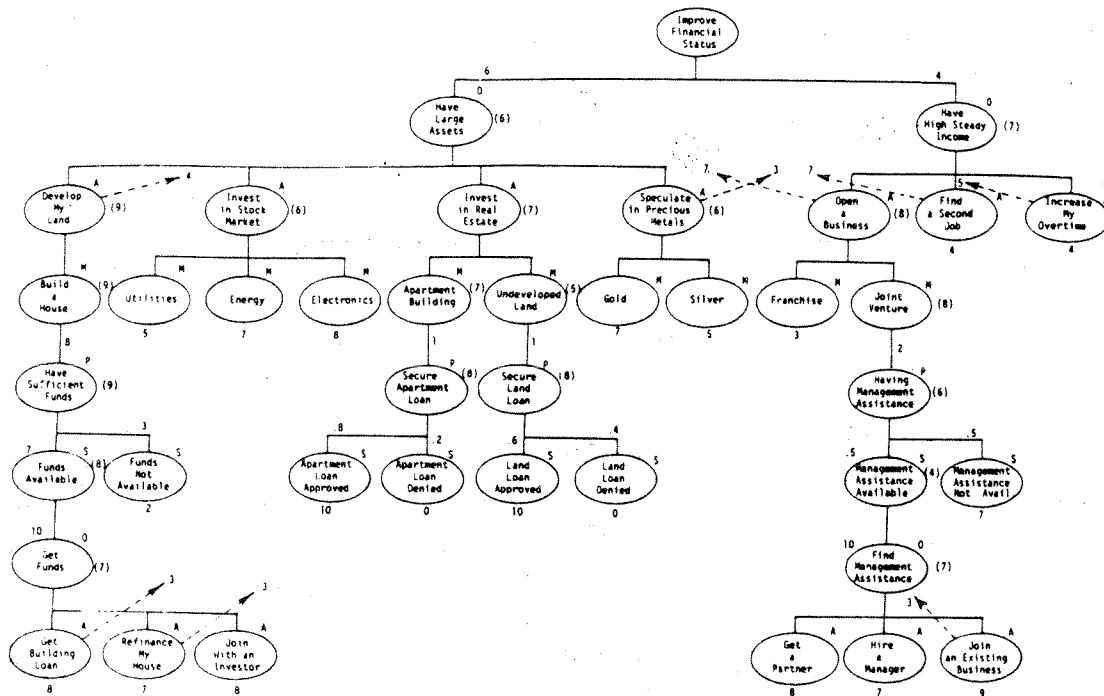 Improve
Financial
Status
6
4
O
O
Have
Large
Assets
(6)
Have
High Steady
Income
(7)
A
4
A
A
A
3
7
7
A
.5
A
Develop
My
Land
(9)
Invest
in Stock
Market
(6)
Invest
in Real
Estate
(7)
Speculate
in Precious
Metals
(6)
Open
a
Business
(8)
Find
a Second
Job
Increase
My
Overtime
4
4
M
M
M
M
M
M
M
M
M
M
Build
a
House
(9)
Utilities
Energy
Electronics
Apartment
Building
(7)
Undeveloped
Land
(5)
Gold
Silver
Franchise
Joint
Venture
(8)
5
7
8
7
5
3
8
1
1
2
P
P
P
P
Have
Sufficient
Funds
(9)
Secure
Apartment
Loan
(8)
Secure
Land
Loan
(8)
Having
Management
Assistance
(6)
.7
.3
.8
.2
.6
.4
.5
.5
S
S
S
S
S
S
S
S
Funds
Available
(8)
Funds
Not
Available
Apartment
Loan
Approved
Apartment
Loan
Denied
Land
Loan
Approved
Land
Loan
Denied
Management
Assistance
Available
(4)
Management
Assistance
Not Avail
2
10
0
10
0
7
10
O
10
O
Get
Funds
(7)
Find
Management
Assistance
(7)
3
3
3
A
A
A
A
A
A
Get
Building
Loan
Refinance
My
House
Join
With an
Investor
Get
a
Partner
Hire
a
Manager
Join
an Existing
Business
8
7
8
8
7
9